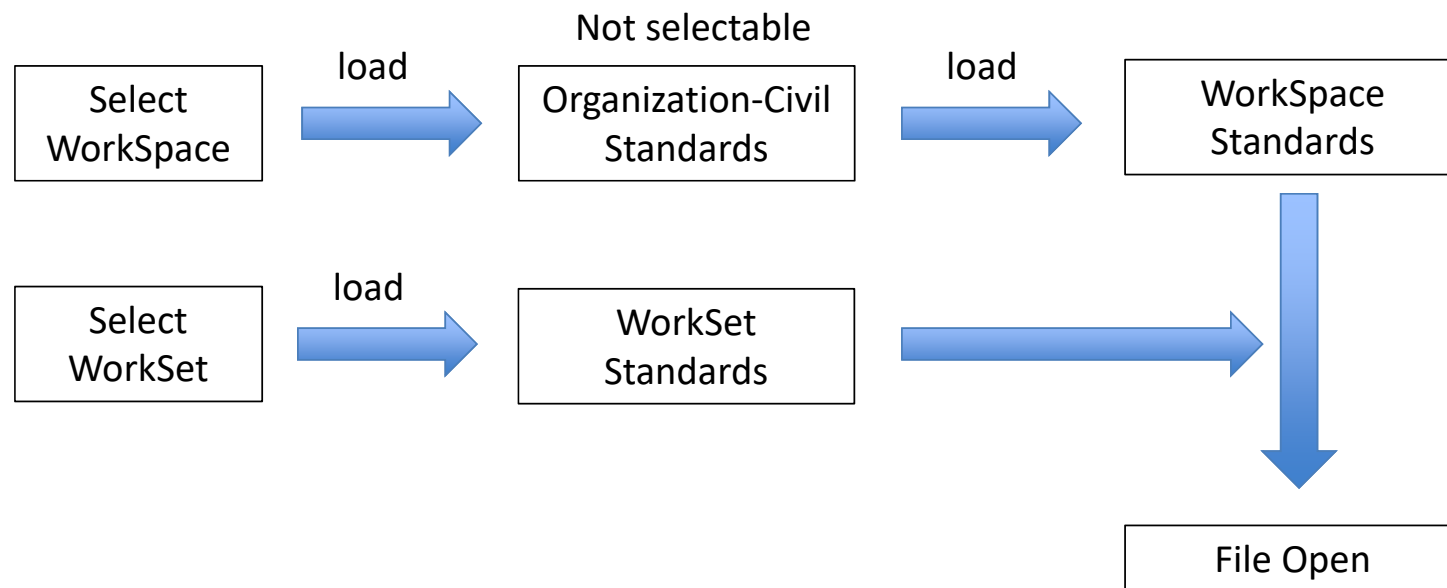 Not selectable
load
load
Select
WorkSpace
Organization-Civil
Standards
WorkSpace
Standards
load
Select
WorkSet
WorkSet
Standards
File Open